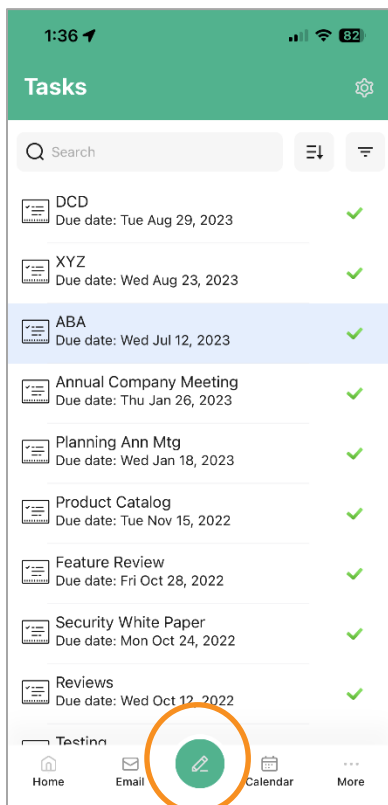 1:36
82
Tasks
Search
DCD
Due date: Tue Aug 29, 2023
XYZ
Due date: Wed Aug 23, 2023
ABA
Due date: Wed Jul 12, 2023
Annual Company Meeting
Due date: Thu Jan 26, 2023
Planning Ann Mtg
Due date: Wed Jan 18, 2023
Product Catalog
Due date: Tue Nov 15, 2022
Feature Review
Due date: Fri Oct 28, 2022
Security White Paper
Due date: Mon Oct 24, 2022
Reviews
Due date: Wed Oct 12, 2022
Testing
Home Email Calendar More